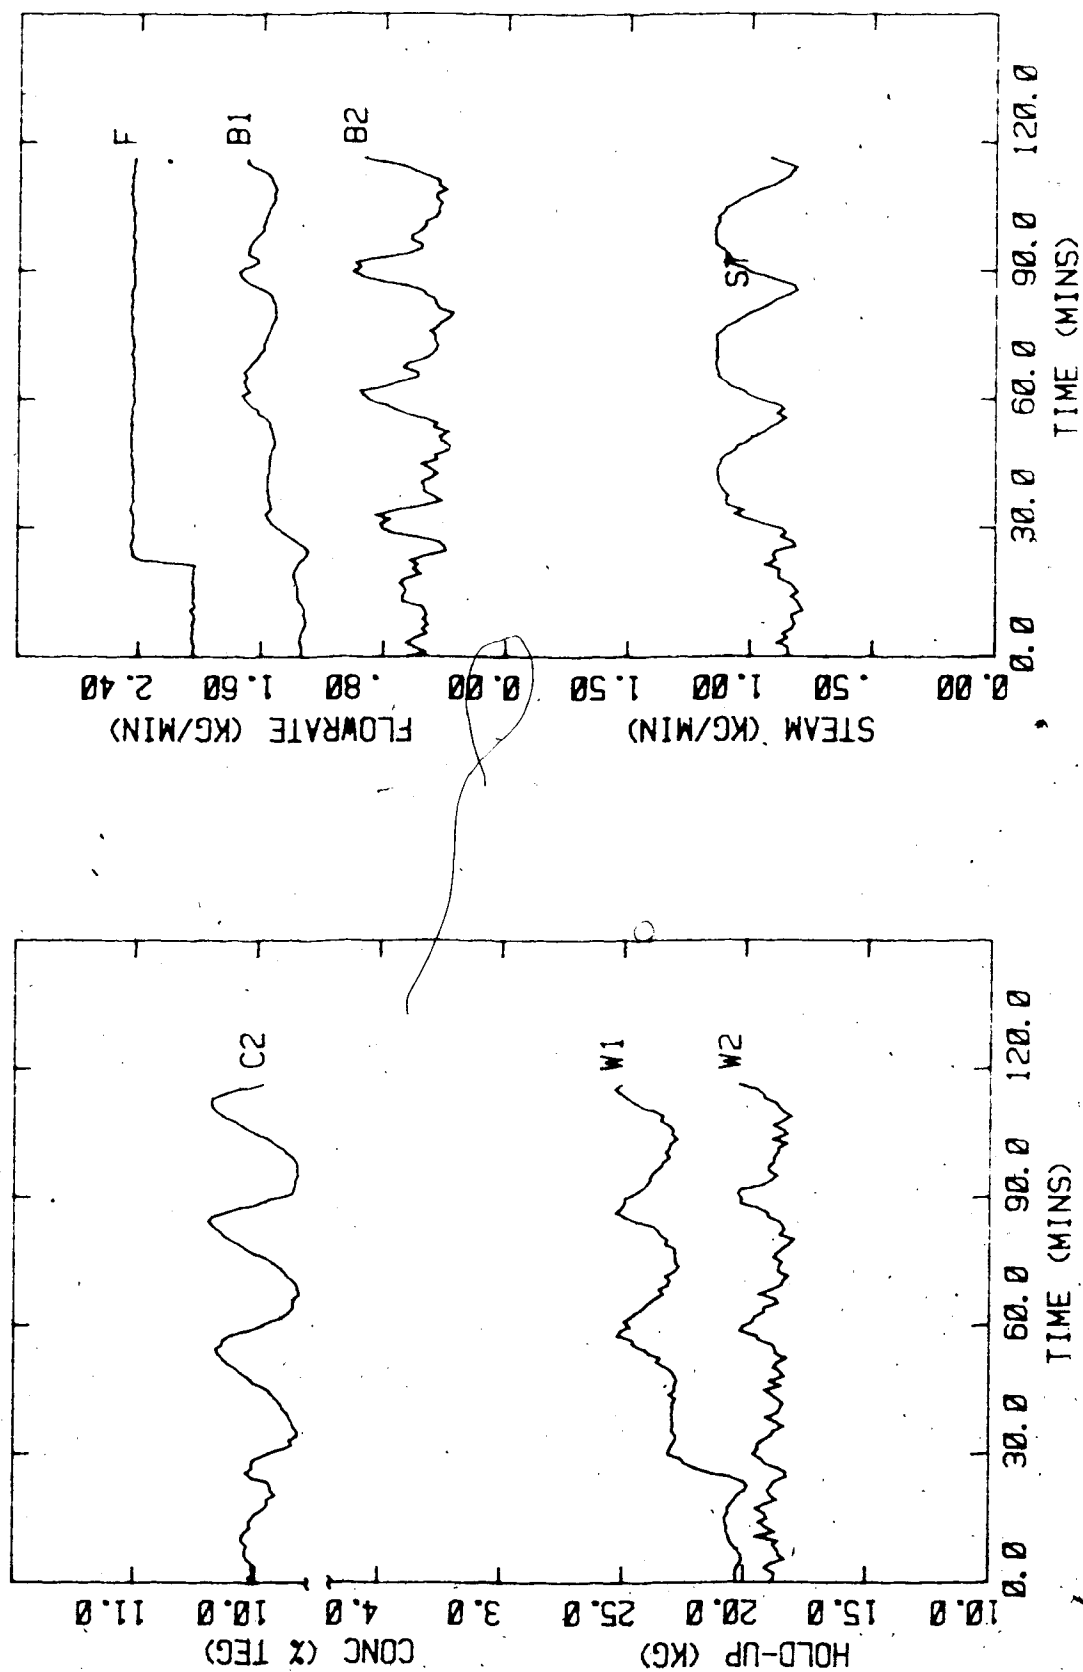 F
B1
B2
ST
2.40
1.60
.80
0.00
FLOWRATE (KG/MIN)
1.50
1.00
.50
0.00
STEAM (KG/MIN)
0.0 30.0 60.0 90.0 120.0
TIME (MINS)
C2
W1
W2
11.0
10.0
4.0
3.0
CONC (% TEG)
25.0
20.0
15.0
10.0
HOLD-UP (KG)
0.0 30.0 60.0 90.0 120.0
TIME (MINS)